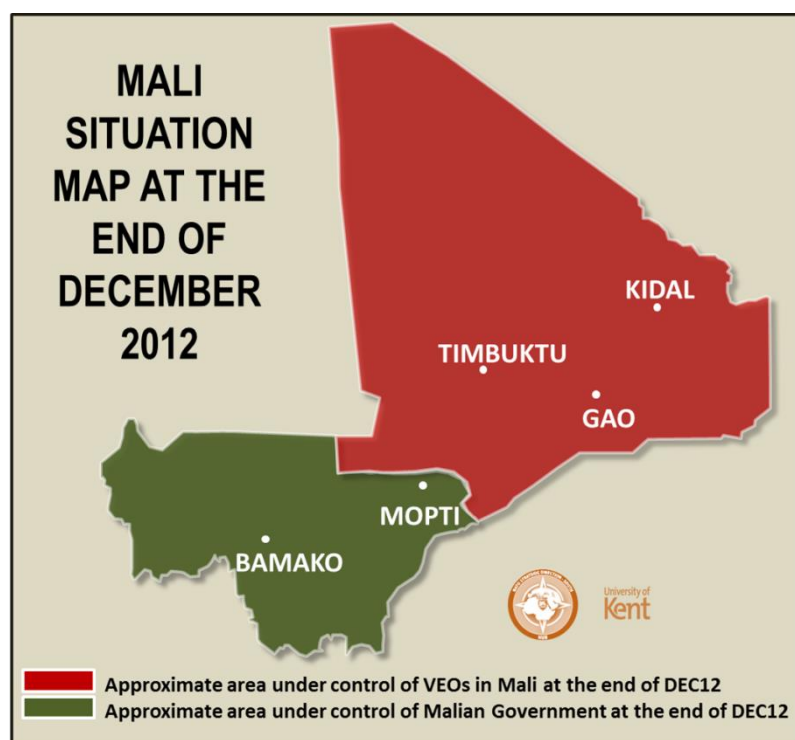 MALI
SITUATION
MAP AT THE
END OF
DECEMBER
2012
KIDAL
TIMBUKTU
GAO
MOPTI
BAMAKO
University of
Kent
Approximate area under control of VEOs in Mali at the end of DEC12
Approximate area under control of Malian Government at the end of DEC12